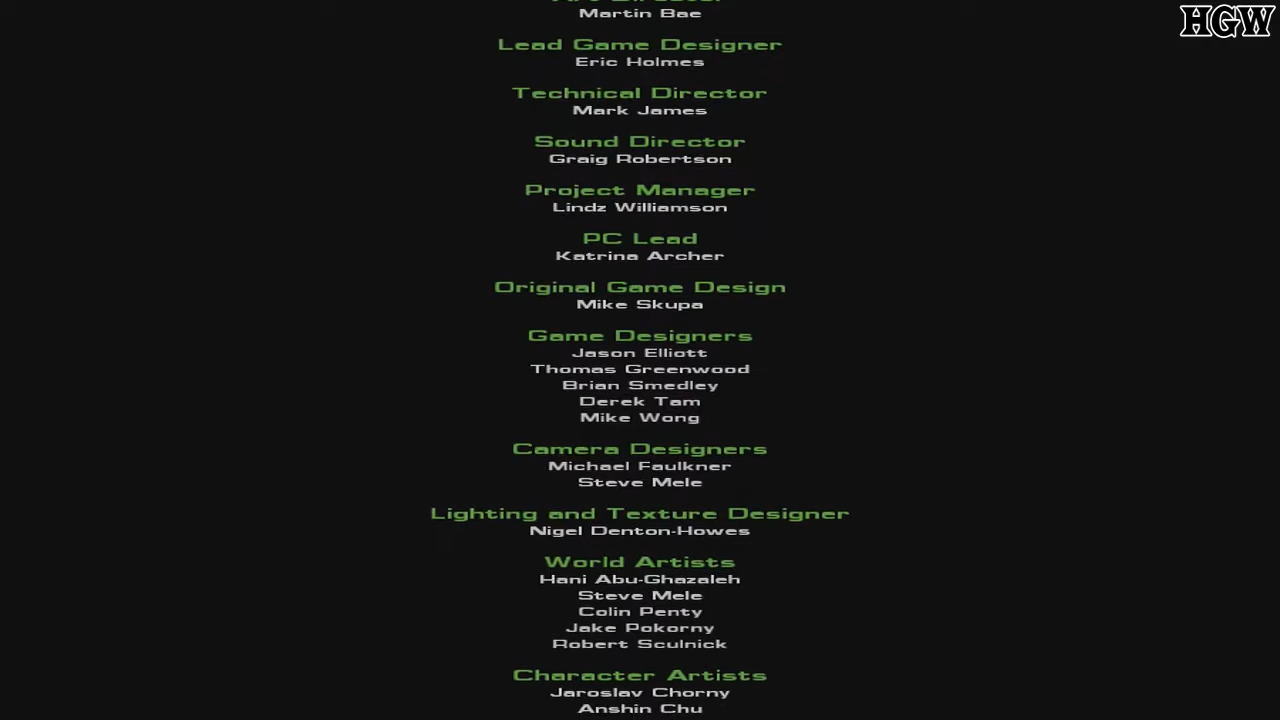 HGW
Martin Bae
Lead Game Designer
Eric Holmes
Technical Director
Mark James
Sound Director
Graig Robertson
Project Manager
Lindz Williamson
PC Lead
Katrina Archer
Original Game Design
Mike Skupa
Game Designers
Jason Elliott
Thomas Greenwood
Brian Smedley
Derek Tam
Mike Wong
Camera Designers
Michael Faulkner
Steve Mele
Lighting and Texture Designer
Nigel Denton-Howes
World Artists
Hani Abu-Ghazaleh
Steve Mele
Colin Penty
Jake Pokorny
Robert Sculnick
Character Artists
Jaroslav Chorny
Anshin Chu